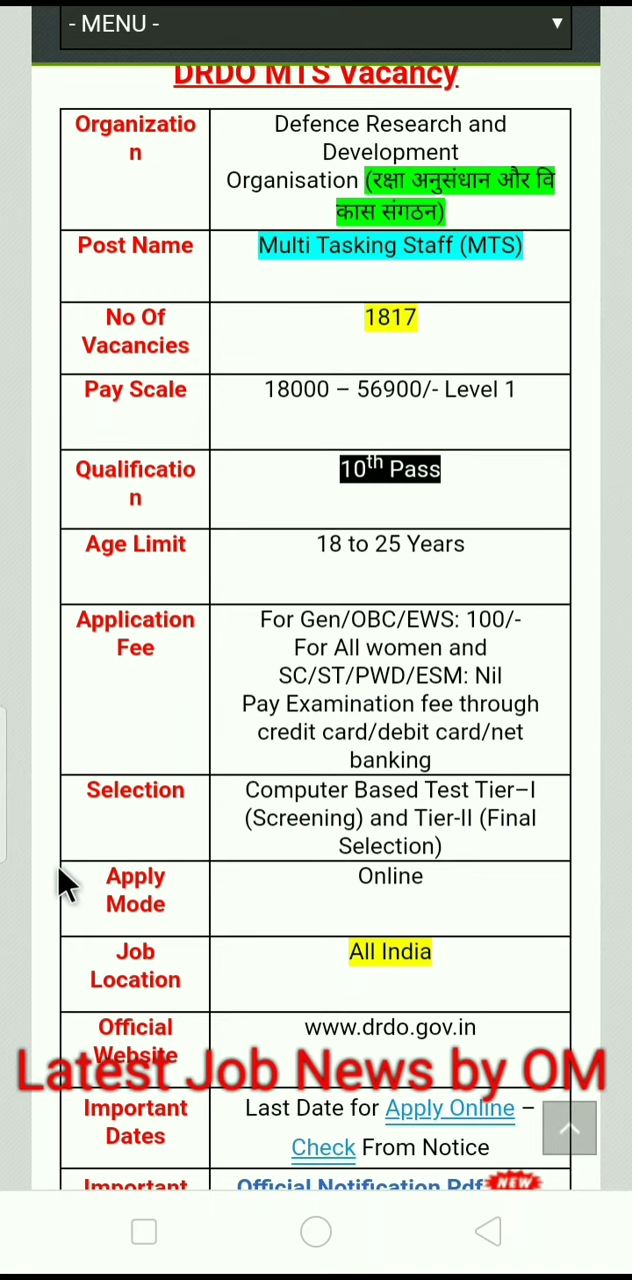 - MENU -
DRDO MTS Vacancy
Organizatio
n
Defence Research and
Development
Organisation (रक्षा अनुसंधान और वि
कास संगठन)
Post Name
Multi Tasking Staff (MTS)
No Of
Vacancies
1817
Pay Scale
18000 – 56900/- Level 1
Qualificatio
n
10th Pass
Age Limit
18 to 25 Years
Application
Fee
For Gen/OBC/EWS: 100/-
For All women and
SC/ST/PWD/ESM: Nil
Pay Examination fee through
credit card/debit card/net
banking
Selection
Computer Based Test Tier–I
(Screening) and Tier-II (Final
Selection)
Apply
Mode
Online
Job
Location
All India
Official
Website
www.drdo.gov.in
Latest Job News by OM
Important
Dates
Last Date for Apply Online –
Check From Notice
Important
Official Notification Pdf NEW